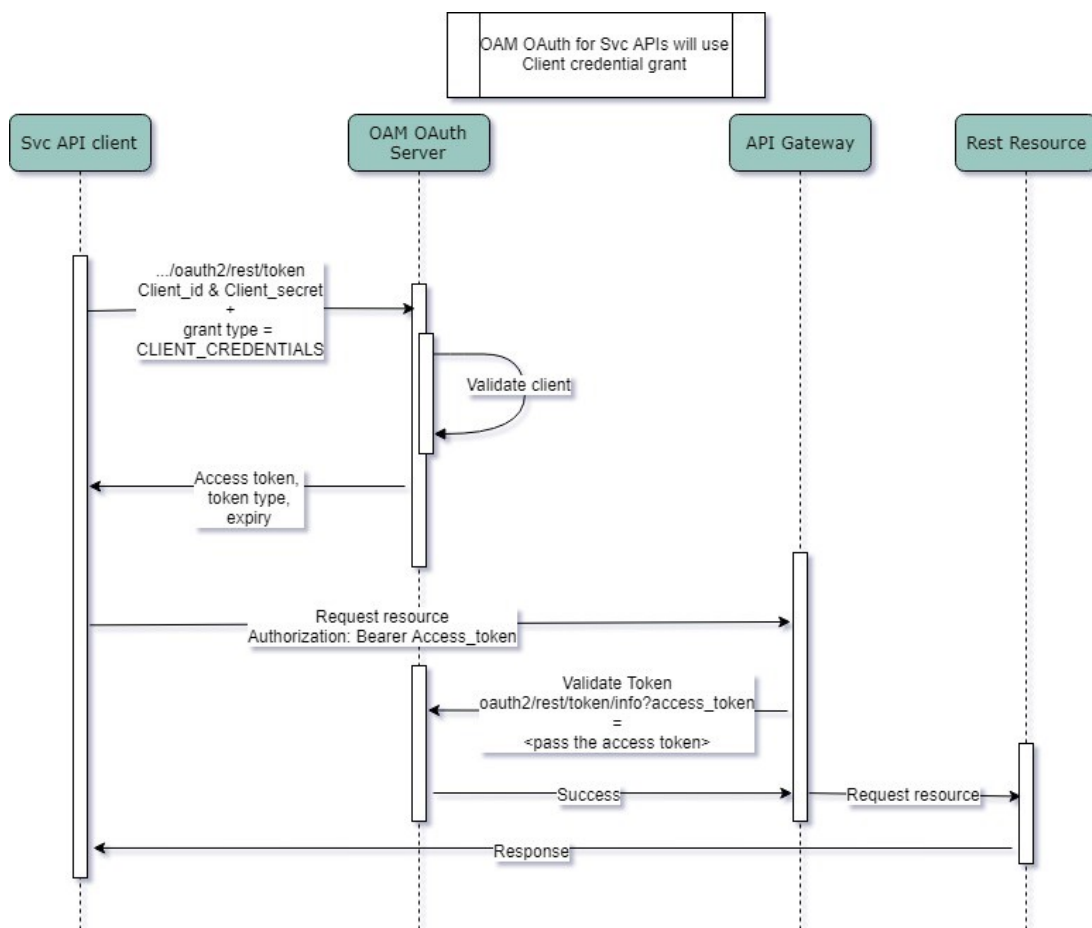 OAM OAuth for Svc APIs will use
Client credential grant
Svc API client
OAM OAuth
Server
API Gateway
Rest Resource
.../oauth2/rest/token
Client_id & Client_secret
+
grant type =
CLIENT_CREDENTIALS
Validate client
Access token,
token type,
expiry
Request resource
Authorization: Bearer Access_token
Validate Token
oauth2/rest/token/info?access_token
=
<pass the access token>
Success
Request resource
Response